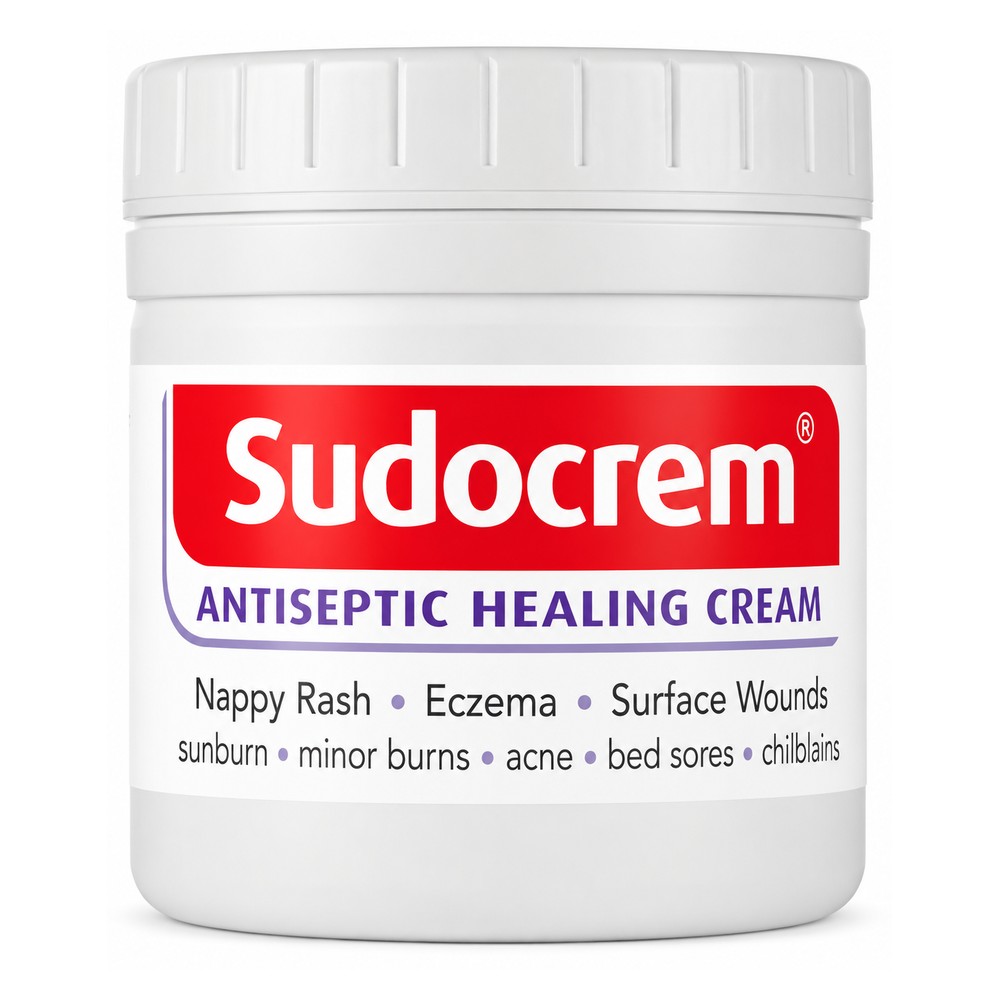 Sudocrem®
ANTISEPTIC HEALING CREAM
Nappy Rash • Eczema • Surface Wounds
sunburn • minor burns • acne • bed sores • chilblains